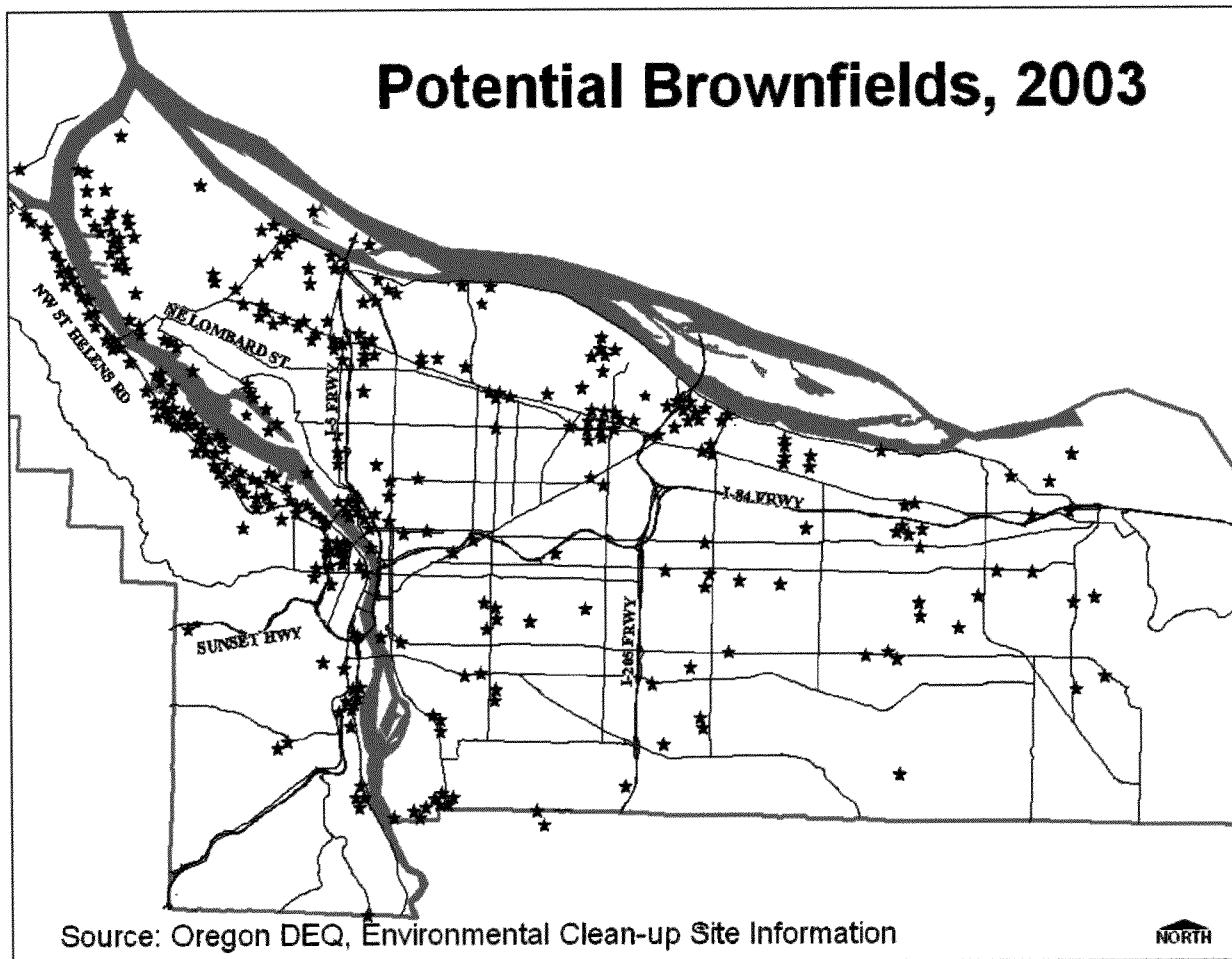 Potential Brownfields, 2003
NW ST HELENS RD
NE LOMBARD ST
I-5 FRWY
I-84 FRWY
I-205 FRWY
SUNSET HWY
Source: Oregon DEQ, Environmental Clean-up Site Information
NORTH